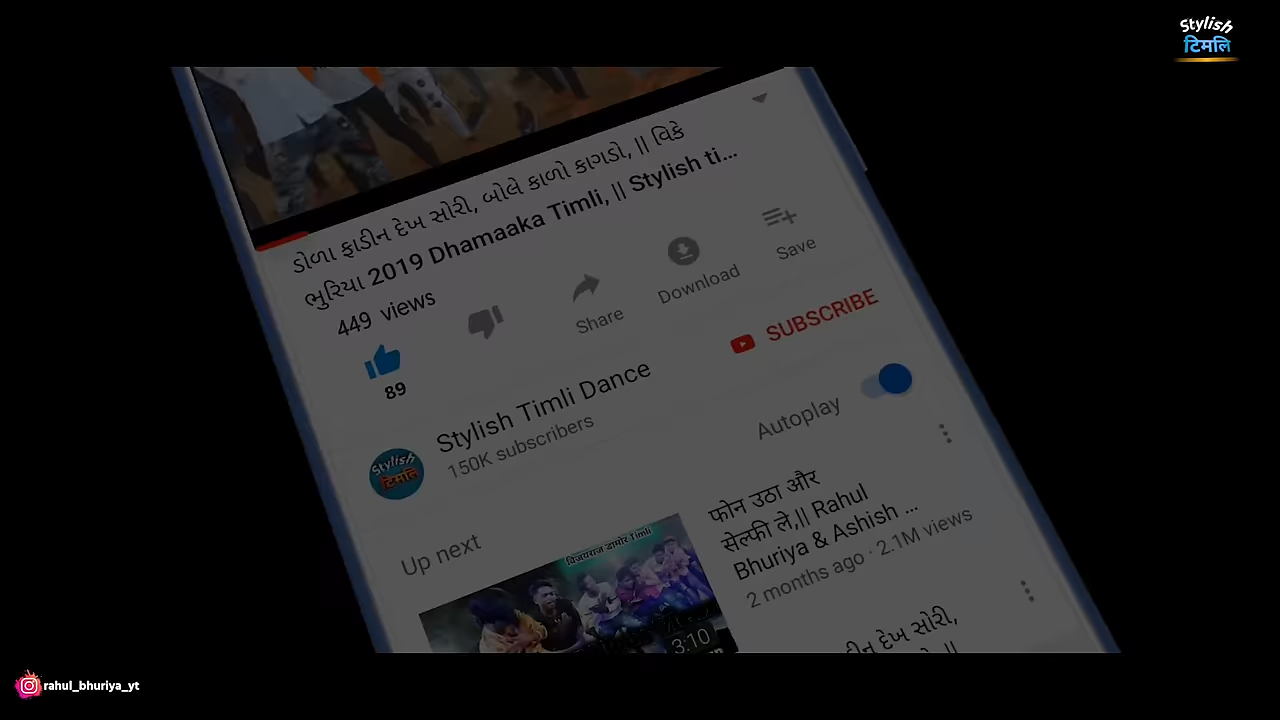 Stylish
टिमलि
ડોળા ફાડીન દેખ સોરી, બોલે કાળો કાગડો, || વિકે
ભુરિયા 2019 Dhamaaka Timli, || Stylish ti...
449 views
89
Share
Download
Save
Stylish Timli Dance
150K subscribers
SUBSCRIBE
Stylish
टिमलि
Autoplay
Up next
फोन उठा और
सेल्फी ले,|| Rahul
Bhuriya & Ashish ...
2 months ago · 2.1M views
विजयराज डामोर Timli
3:10
દેખ સોરી,
rahul_bhuriya_yt